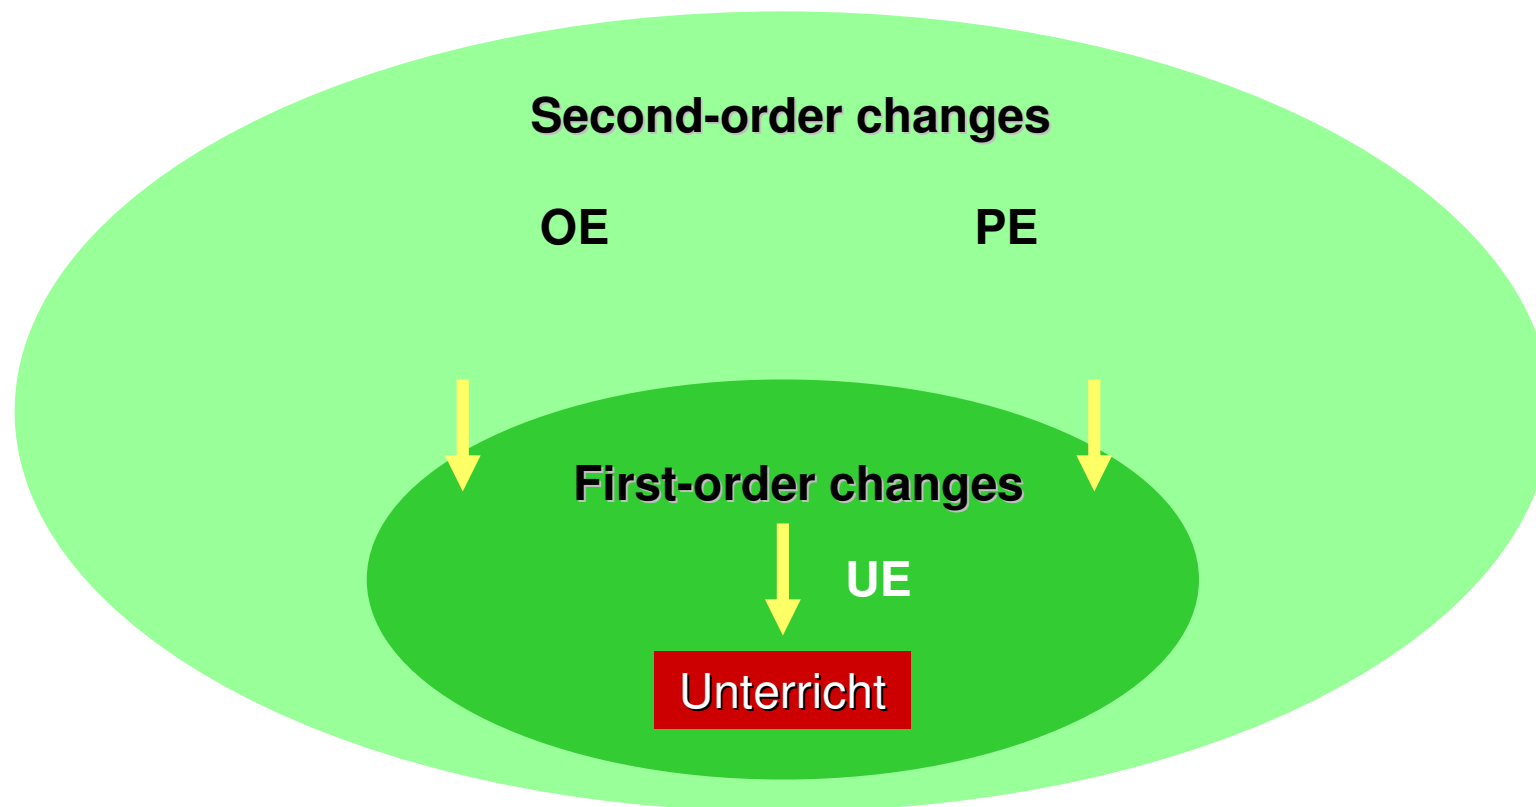 Second-order changes
OE PE
First-order changes
UE
Unterricht